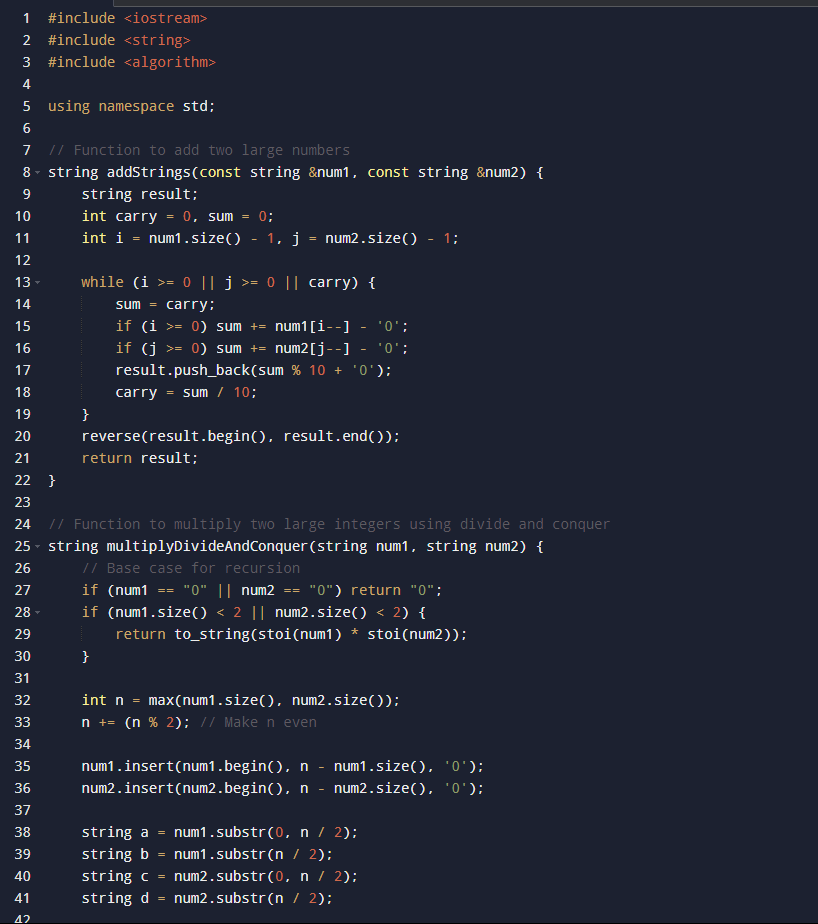 1 #include <iostream>
2 #include <string>
3 #include <algorithm>
4
5 using namespace std;
6
7 // Function to add two large numbers
8 string addStrings(const string &num1, const string &num2) {
9     string result;
10     int carry = 0, sum = 0;
11     int i = num1.size() - 1, j = num2.size() - 1;
12
13     while (i >= 0 || j >= 0 || carry) {
14         sum = carry;
15         if (i >= 0) sum += num1[i--] - '0';
16         if (j >= 0) sum += num2[j--] - '0';
17         result.push_back(sum % 10 + '0');
18         carry = sum / 10;
19     }
20     reverse(result.begin(), result.end());
21     return result;
22 }
23
24 // Function to multiply two large integers using divide and conquer
25 string multiplyDivideAndConquer(string num1, string num2) {
26     // Base case for recursion
27     if (num1 == "0" || num2 == "0") return "0";
28     if (num1.size() < 2 || num2.size() < 2) {
29         return to_string(stoi(num1) * stoi(num2));
30     }
31
32     int n = max(num1.size(), num2.size());
33     n += (n % 2); // Make n even
34
35     num1.insert(num1.begin(), n - num1.size(), '0');
36     num2.insert(num2.begin(), n - num2.size(), '0');
37
38     string a = num1.substr(0, n / 2);
39     string b = num1.substr(n / 2);
40     string c = num2.substr(0, n / 2);
41     string d = num2.substr(n / 2);
42